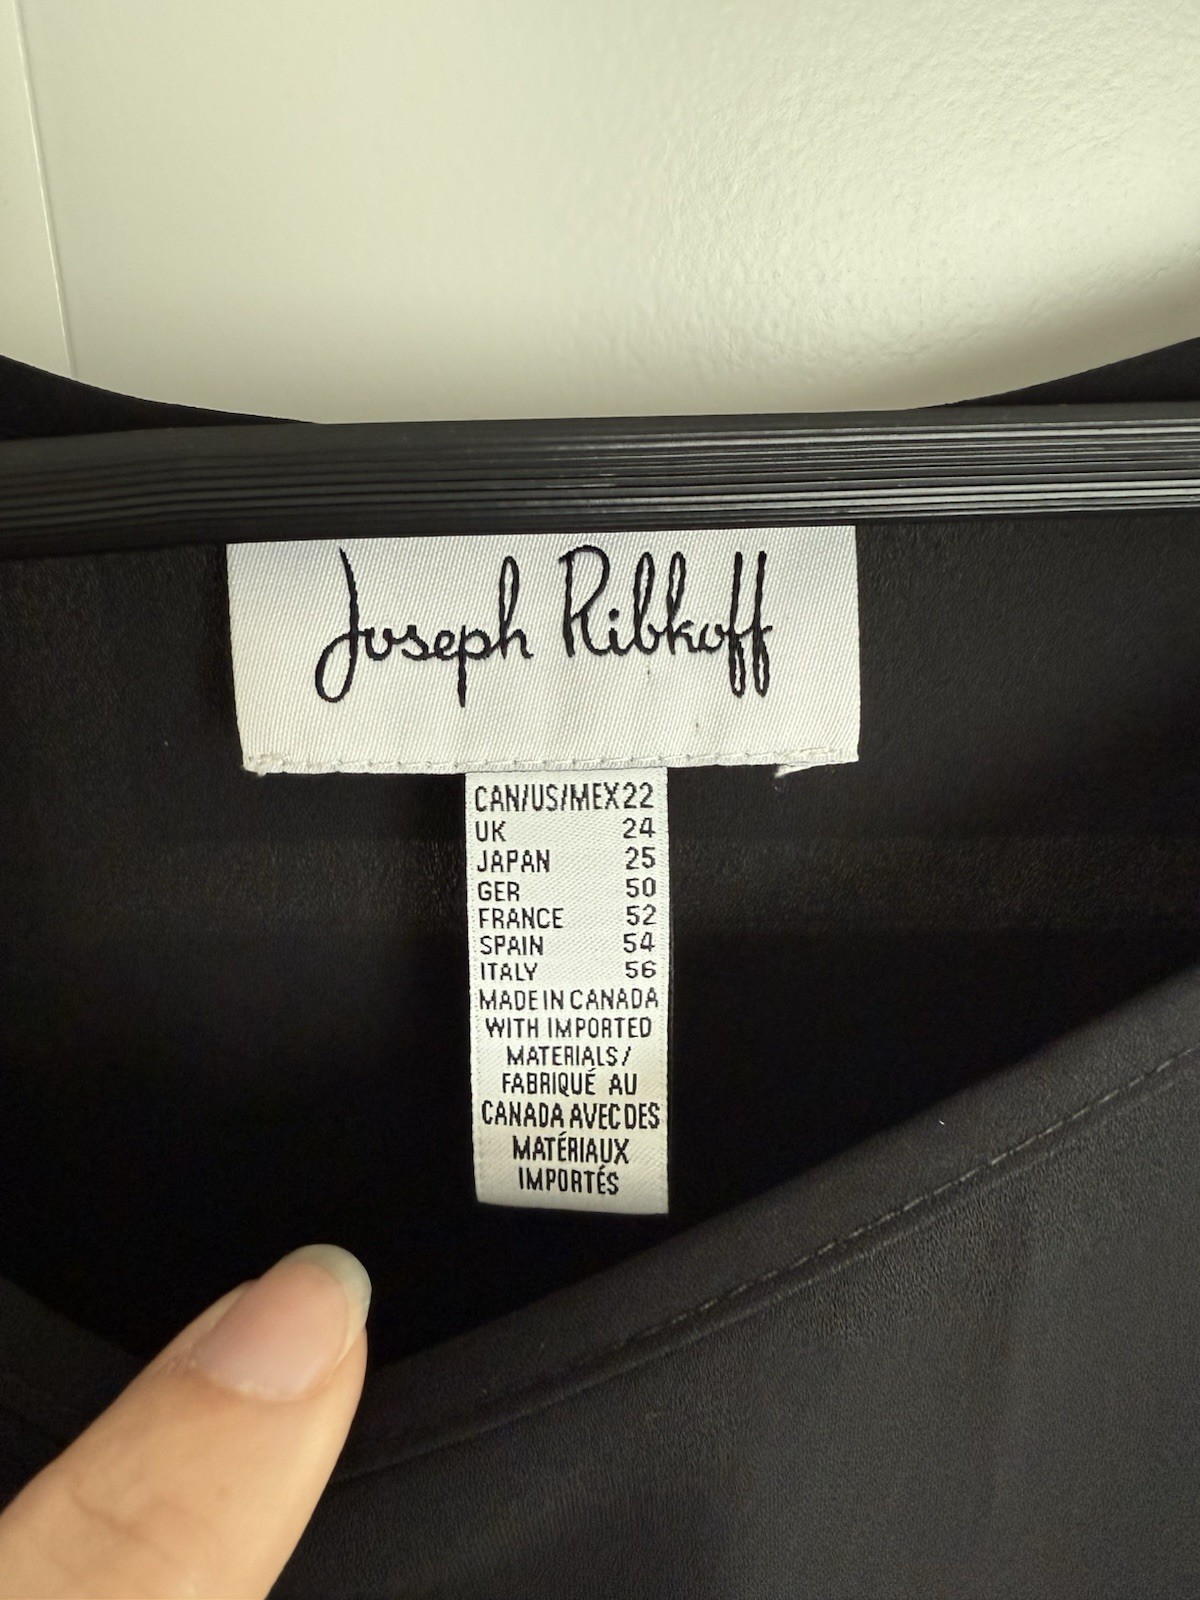 Joseph Ribkoff
CAN/US/MEX 22
UK 24
JAPAN 25
GER 50
FRANCE 52
SPAIN 54
ITALY 56
MADE IN CANADA
WITH IMPORTED
MATERIALS/
FABRIQUÉ AU
CANADA AVEC DES
MATÉRIAUX
IMPORTÉS